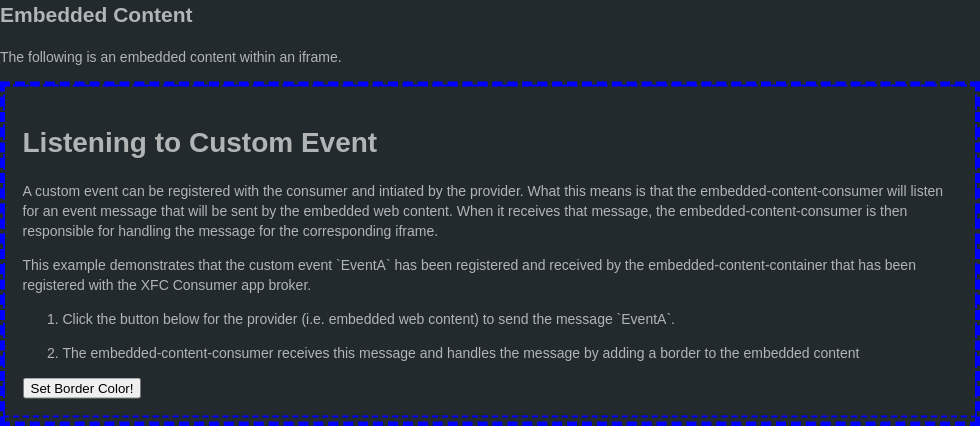 Embedded Content
The following is an embedded content within an iframe.
Listening to Custom Event
A custom event can be registered with the consumer and intiated by the provider. What this means is that the embedded-content-consumer will listen
for an event message that will be sent by the embedded web content. When it receives that message, the embedded-content-consumer is then
responsible for handling the message for the corresponding iframe.
This example demonstrates that the custom event `EventA` has been registered and received by the embedded-content-container that has been
registered with the XFC Consumer app broker.
1. Click the button below for the provider (i.e. embedded web content) to send the message `EventA`.
2. The embedded-content-consumer receives this message and handles the message by adding a border to the embedded content
Set Border Color!